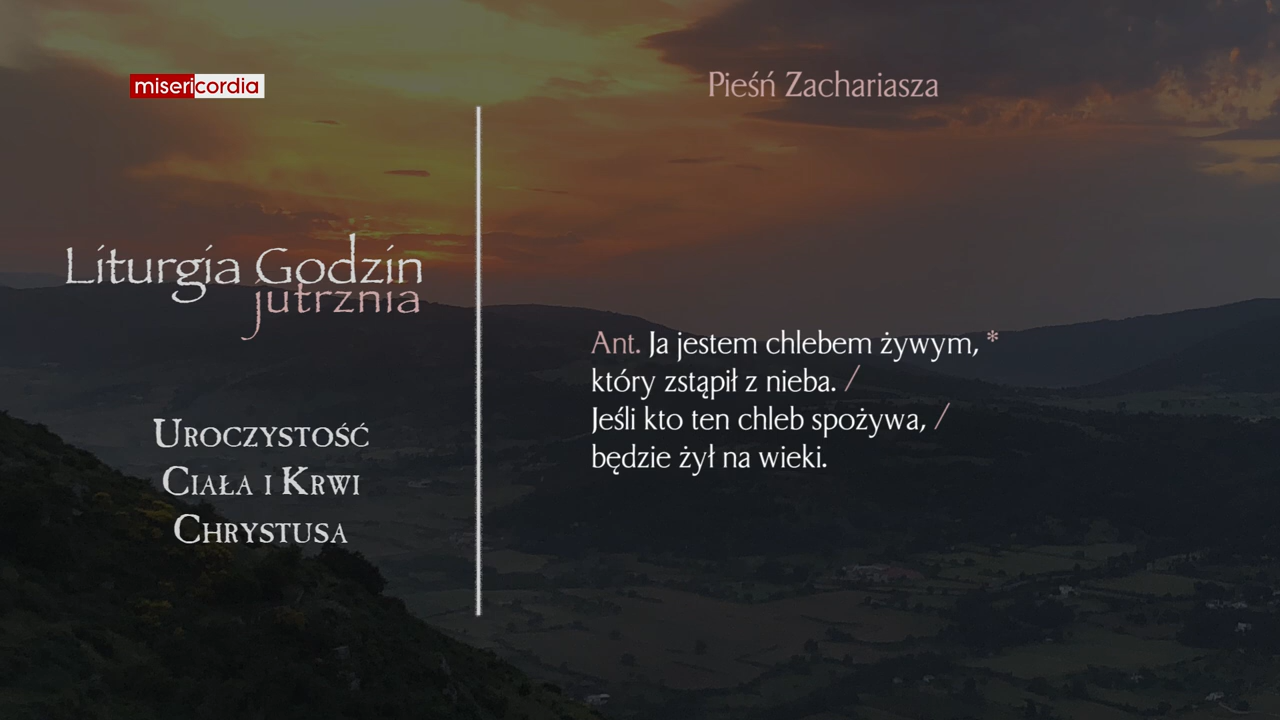 misericordia
Liturgia Godzin
jutrznia
Uroczystość
Ciała i Krwi
Chrystusa
Pieśń Zachariasza
Ant. Ja jestem chlebem żywym, *
który zstąpił z nieba. /
Jeśli kto ten chleb spożywa, /
będzie żył na wieki.